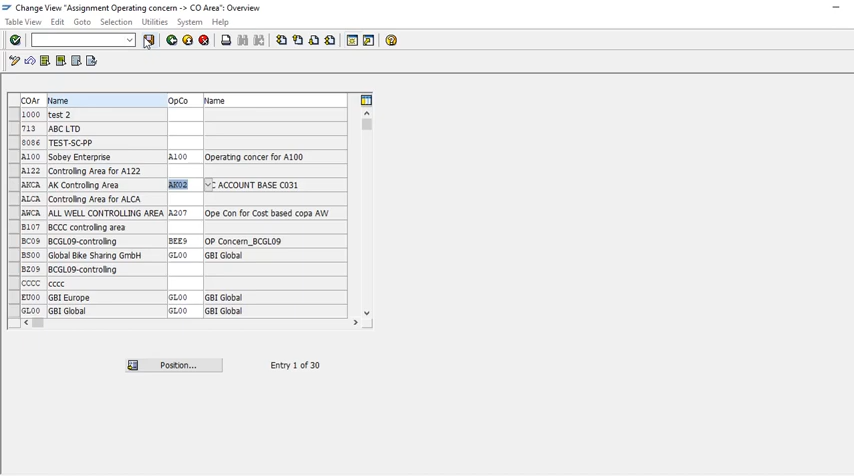 Change View "Assignment Operating concern -> CO Area": Overview
Table View Edit Goto Selection Utilities System Help
COAr Name OpCo Name
1000 test 2
713 ABC LTD
8086 TEST-SC-PP
A100 Sobey Enterprise A100 Operating concer for A100
A122 Controlling Area for A122
AKCA AK Controlling Area AK02 C ACCOUNT BASE C031
ALCA Controlling Area for ALCA
AWCA ALL WELL CONTROLLING AREA A207 Ope Con for Cost based copa AW
B107 BCCC controlling area
BC09 BCGL09-controlling BEE9 OP Concern_BCGL09
BS00 Global Bike Sharing GmbH GL00 GBI Global
BZ09 BCGL09-controlling
CCCC cccc
EU00 GBI Europe GL00 GBI Global
GL00 GBI Global GL00 GBI Global
Position... Entry 1 of 30